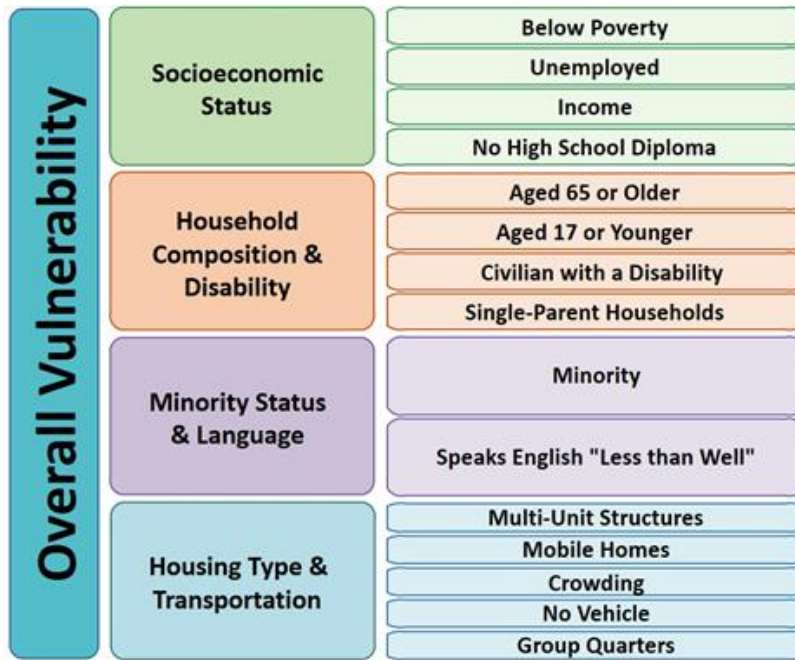 Overall Vulnerability
Socioeconomic
Status
Below Poverty
Unemployed
Income
No High School Diploma
Household
Composition &
Disability
Aged 65 or Older
Aged 17 or Younger
Civilian with a Disability
Single-Parent Households
Minority Status
& Language
Minority
Speaks English "Less than Well"
Housing Type &
Transportation
Multi-Unit Structures
Mobile Homes
Crowding
No Vehicle
Group Quarters